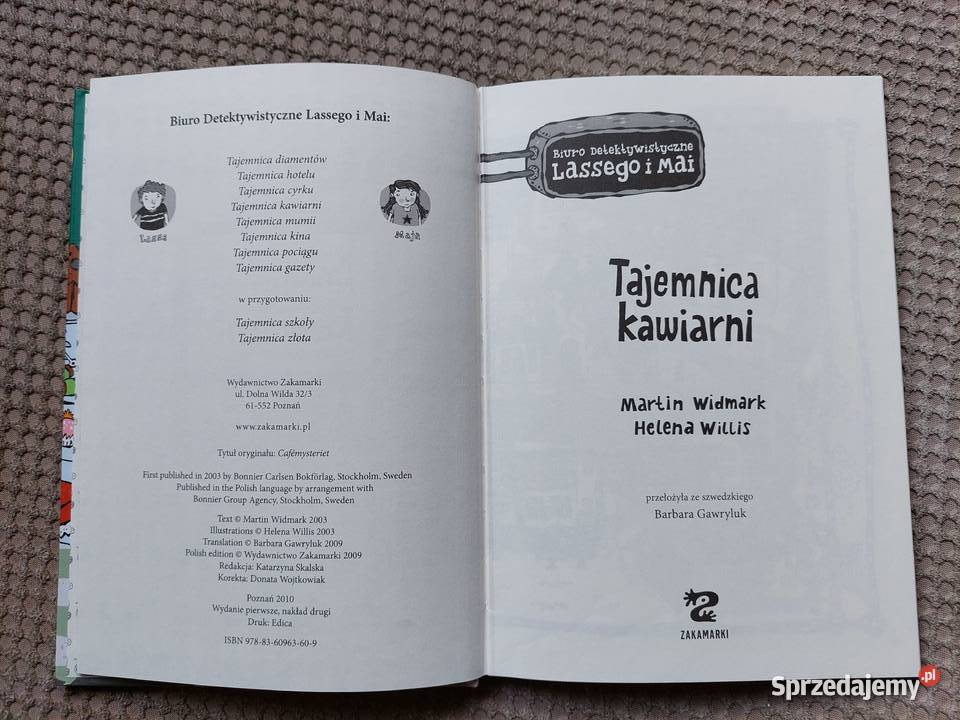 Biuro Detektywistyczne Lassego i Mai:
Tajemnica diamentów
Tajemnica hotelu
Tajemnica cyrku
Tajemnica kawiarni
Tajemnica mumii
Tajemnica kina
Tajemnica pociągu
Tajemnica gazety
Lasse
Maja
w przygotowaniu:
Tajemnica szkoły
Tajemnica złota
Wydawnictwo Zakamarki
ul. Dolna Wilda 32/3
61-552 Poznań
www.zakamarki.pl
Tytuł oryginału: Cafémysteriet
First published in 2003 by Bonnier Carlsen Bokförlag, Stockholm, Sweden
Published in the Polish language by arrangement with
Bonnier Group Agency, Stockholm, Sweden
Text © Martin Widmark 2003
Illustrations © Helena Willis 2003
Translation © Barbara Gawryluk 2009
Polish edition © Wydawnictwo Zakamarki 2009
Redakcja: Katarzyna Skalska
Korekta: Donata Wojtkowiak
Poznań 2010
Wydanie pierwsze, nakład drugi
Druk: Edica
ISBN 978-83-60963-60-9
Biuro Detektywistyczne
Lassego i Mai
Tajemnica
kawiarni
Martin Widmark
Helena Willis
przełożyła ze szwedzkiego
Barbara Gawryluk
ZAKAMARKI
Sprzedajemy.pl